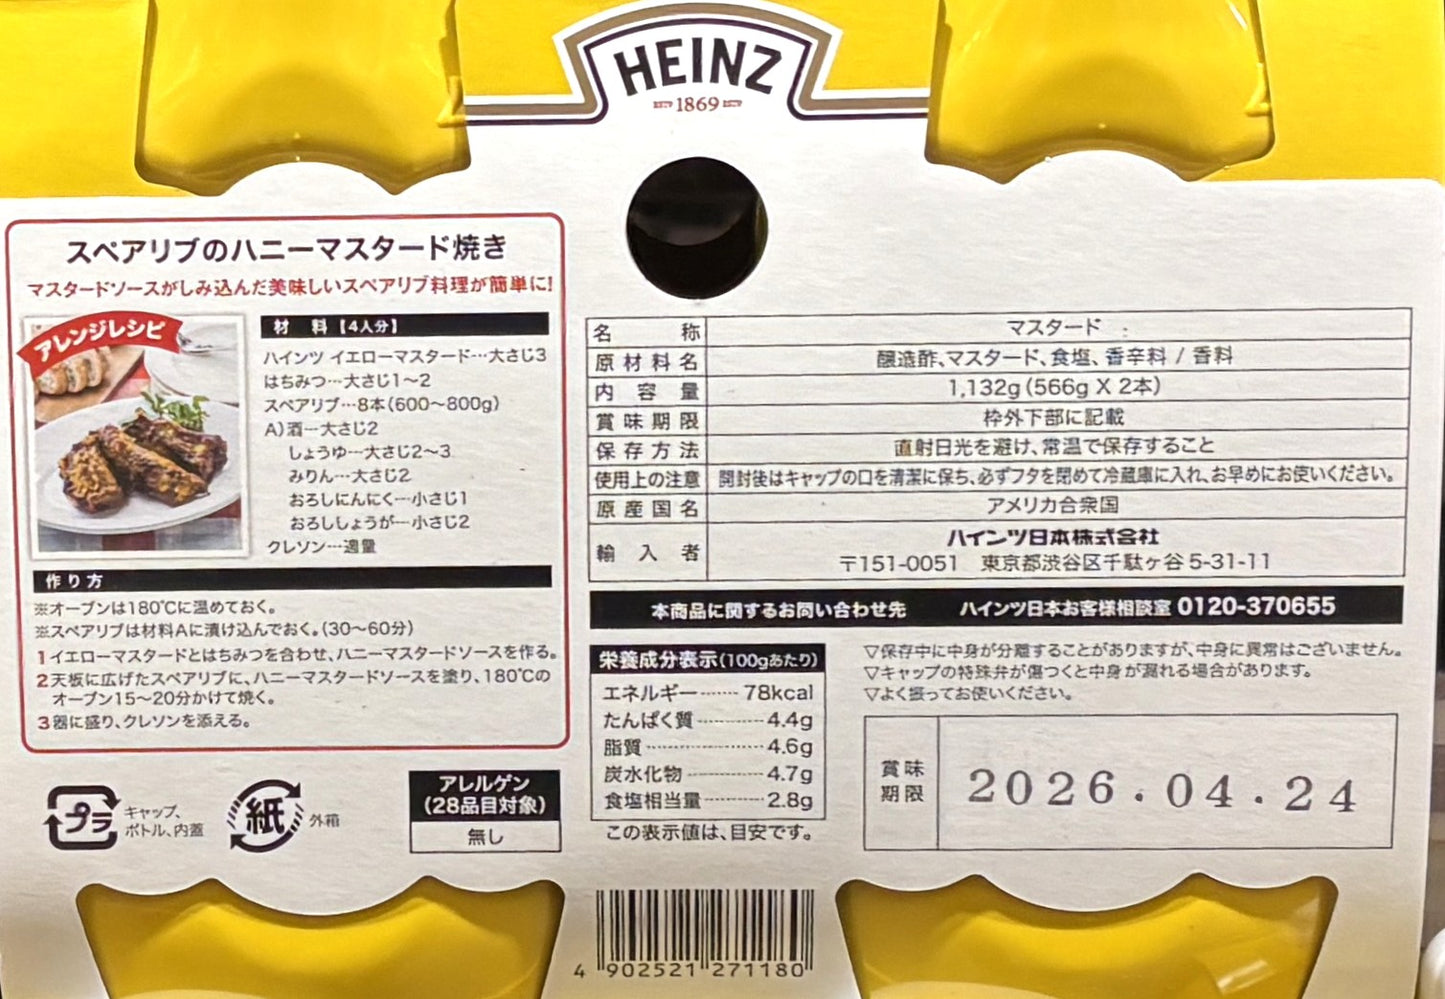 HEINZ
ESTD 1869 ESTD
スペアリブのハニーマスタード焼き
マスタードソースがしみ込んだ美味しいスペアリブ料理が簡単に!
アレンジレシピ
材 料【4人分】
ハインツ イエローマスタード…大さじ3
はちみつ…大さじ1〜2
スペアリブ…8本(600〜800g)
A)酒…大さじ2
しょうゆ…大さじ2〜3
みりん…大さじ2
おろしにんにく…小さじ1
おろししょうが…小さじ2
クレソン…適量
作り方
※オーブンは180℃に温めておく。
※スペアリブは材料Aに漬け込んでおく。(30〜60分)
1 イエローマスタードとはちみつを合わせ、ハニーマスタードソースを作る。
2 天板に広げたスペアリブに、ハニーマスタードソースを塗り、180℃の
オーブン15〜20分かけて焼く。
3 器に盛り、クレソンを添える。
プラ
キャップ、
ボトル、内蓋
紙
外箱
アレルゲン
(28品目対象)
無し
名称 マスタード
原材料名 醸造酢、マスタード、食塩、香辛料 / 香料
内容量 1,132g(566g X 2本)
賞味期限 枠外下部に記載
保存方法 直射日光を避け、常温で保存すること
使用上の注意 開封後はキャップの口を清潔に保ち、必ずフタを閉めて冷蔵庫に入れ、お早めにお使いください。
原産国名 アメリカ合衆国
輸入者 ハインツ日本株式会社
〒151-0051 東京都渋谷区千駄ヶ谷 5-31-11
本商品に関するお問い合わせ先 ハインツ日本お客様相談室 0120-370655
栄養成分表示(100gあたり)
エネルギー……78kcal
たんぱく質……4.4g
脂質……4.6g
炭水化物……4.7g
食塩相当量……2.8g
この表示値は、目安です。
▽保存中に中身が分離することがありますが、中身に異常はございません。
▽キャップの特殊弁が傷つくと中身が漏れる場合があります。
▽よく振ってお使いください。
賞味
期限
2026.04.24
4 902521 271180